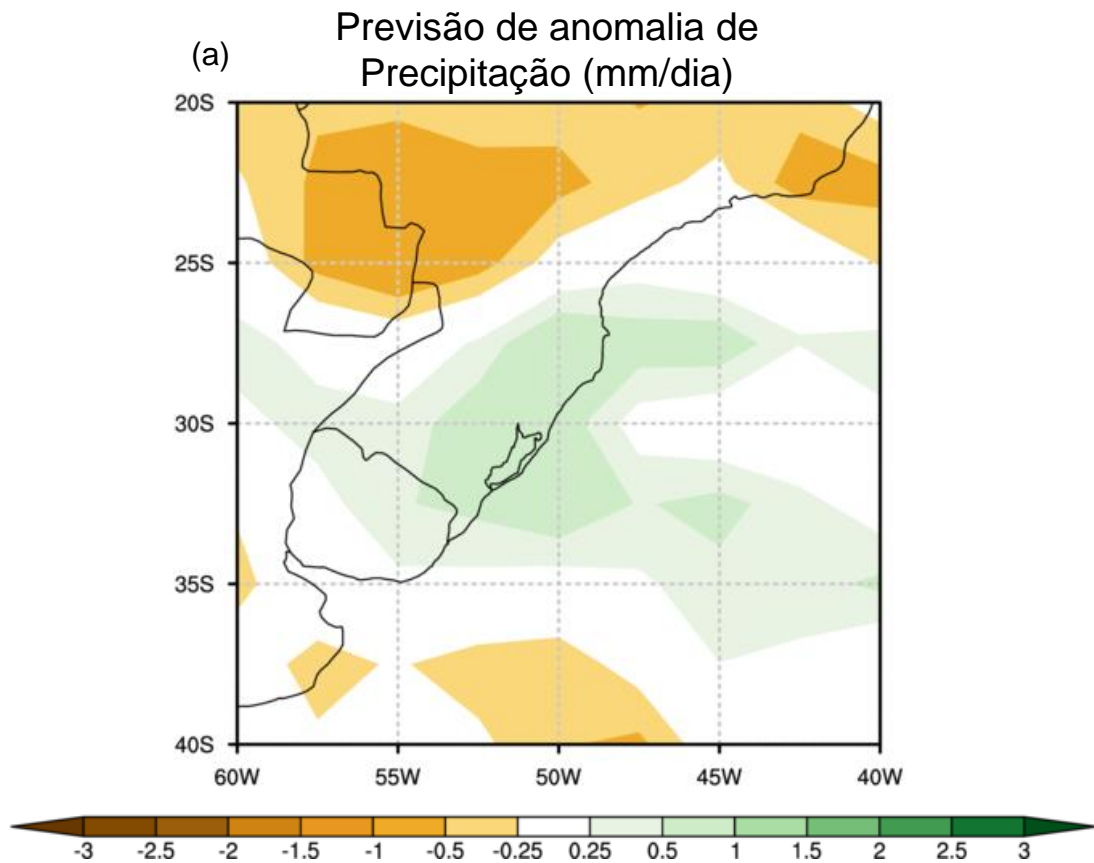 (a)
Previsão de anomalia de
Precipitação (mm/dia)
20S
25S
30S
35S
40S
60W 55W 50W 45W 40W
-3 -2.5 -2 -1.5 -1 -0.5 -0.25 0.25 0.5 1 1.5 2 2.5 3